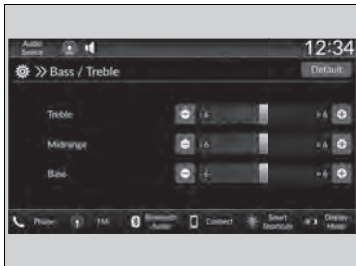 Audio Source
12:34
Bass / Treble
Default
Treble
-6
+6
Midrange
-6
+6
Bass
-6
+6
Phone
FM
Bluetooth Audio
Connect
Smart Shortcuts
Display Mode